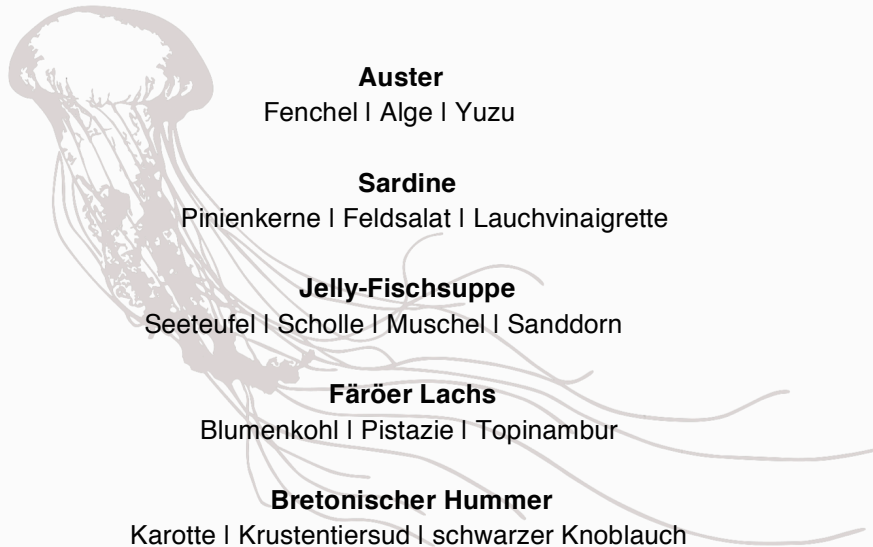 Auster
Fenchel | Alge | Yuzu
Sardine
Pinienkerne | Feldsalat | Lauchvinaigrette
Jelly-Fischsuppe
Seeteufel | Scholle | Muschel | Sanddorn
Färöer Lachs
Blumenkohl | Pistazie | Topinambur
Bretonischer Hummer
Karotte | Krustentiersud | schwarzer Knoblauch